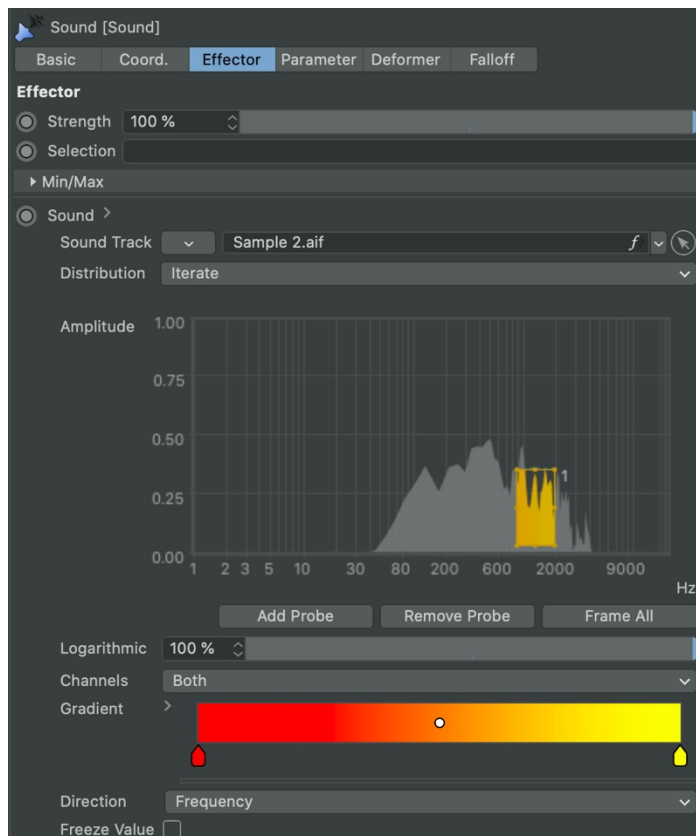 Sound [Sound]
Basic Coord. Effector Parameter Deformer Falloff
Effector
Strength 100 %
Selection
Min/Max
Sound
Sound Track Sample 2.aif f
Distribution Iterate
Amplitude 1.00
0.75
0.50
1
0.25
0.00
1 2 3 5 10 30 80 200 600 2000 9000
Hz
Add Probe Remove Probe Frame All
Logarithmic 100 %
Channels Both
Gradient
Direction Frequency
Freeze Value